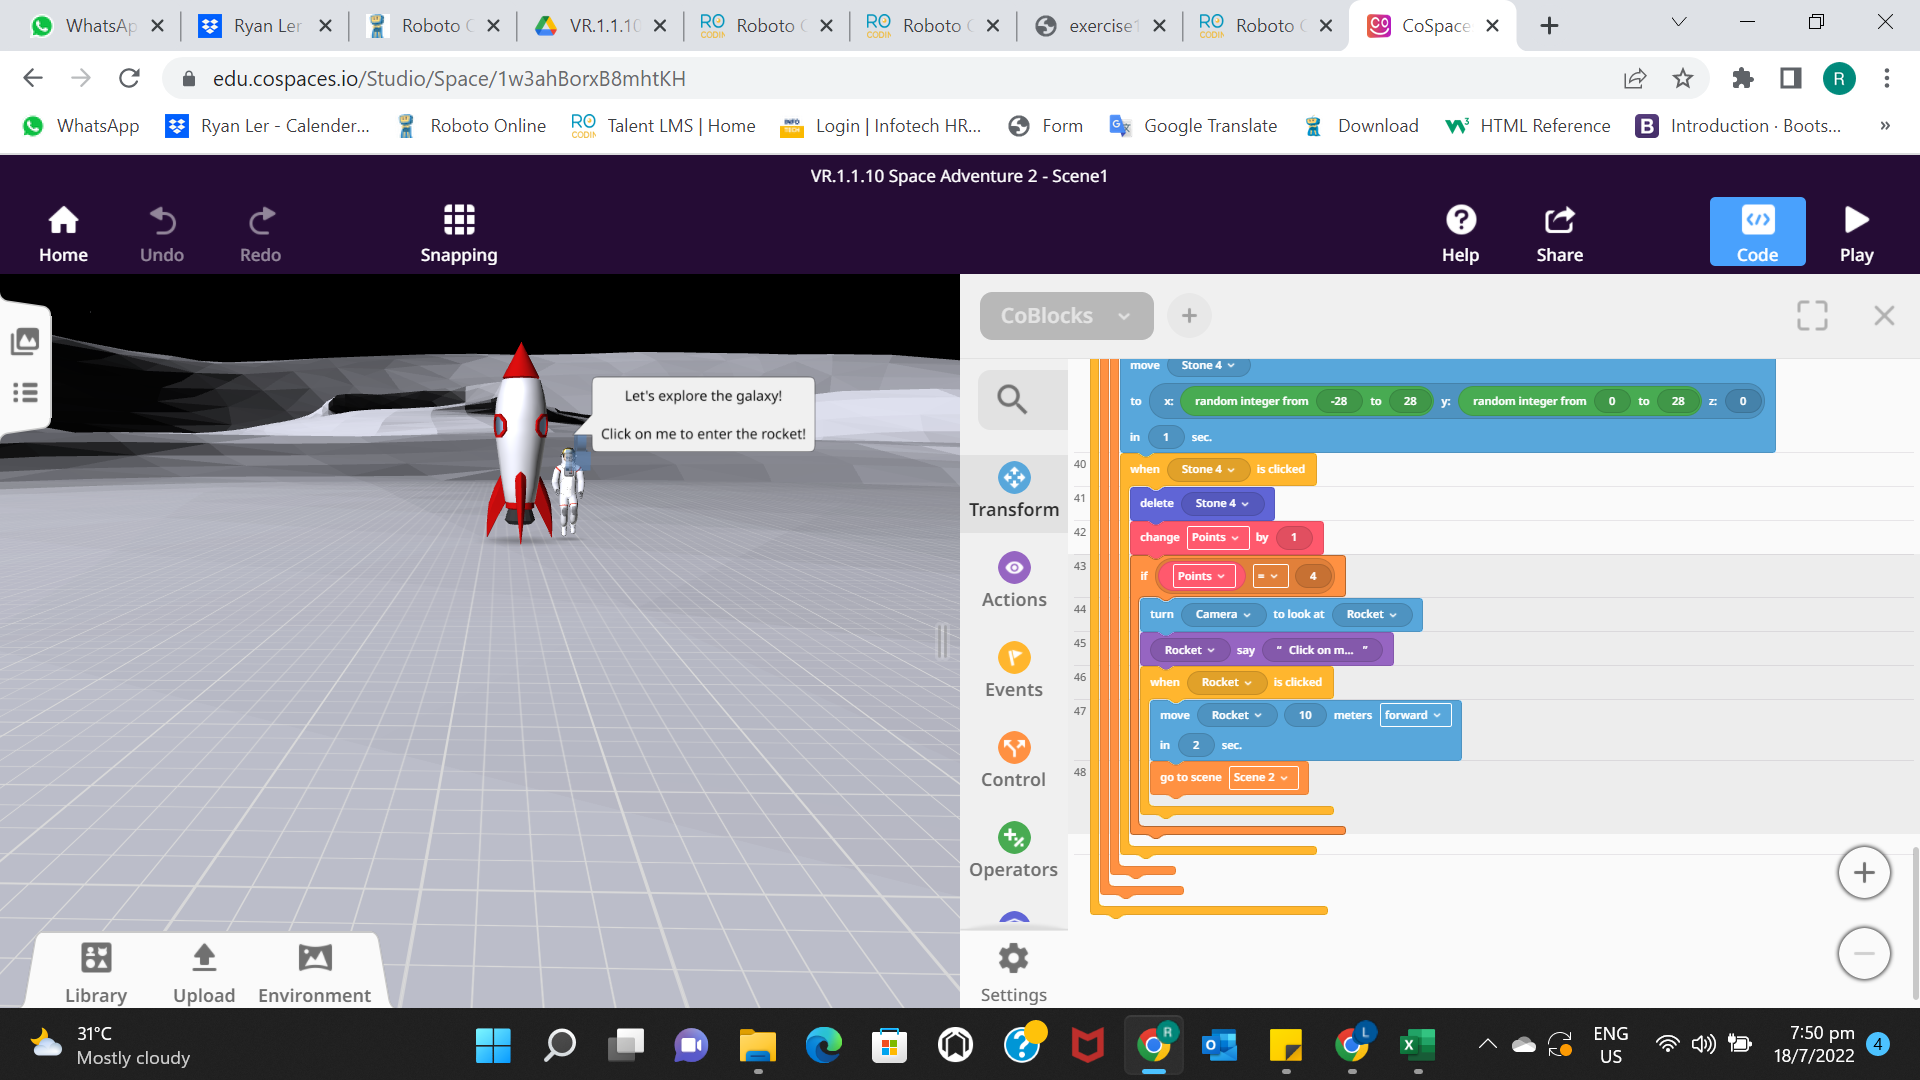 WhatsAp
Ryan Ler
Roboto C
VR.1.1.10
Roboto C
Roboto C
exercise1
Roboto C
CoSpace
edu.cospaces.io/Studio/Space/1w3ahBorxB8mhtKH
R
WhatsApp
Ryan Ler - Calender...
Roboto Online
Talent LMS | Home
Login | Infotech HR...
Form
Google Translate
Download
HTML Reference
Introduction · Boots...
»
VR.1.1.10 Space Adventure 2 - Scene1
Home
Undo
Redo
Snapping
Help
Share
Code
Play
Let's explore the galaxy!
Click on me to enter the rocket!
CoBlocks
Transform
Actions
Events
Control
Operators
Settings
move Stone 4
to x: random integer from -28 to 28 y: random integer from 0 to 28 z: 0
in 1 sec.
40 when Stone 4 is clicked
41 delete Stone 4
42 change Points by 1
43 if Points = 4
44 turn Camera to look at Rocket
45 Rocket say “ Click on m... ”
46 when Rocket is clicked
47 move Rocket 10 meters forward
in 2 sec.
48 go to scene Scene 2
Library
Upload
Environment
31°C
Mostly cloudy
R
L
ENG
US
7:50 pm
18/7/2022
4